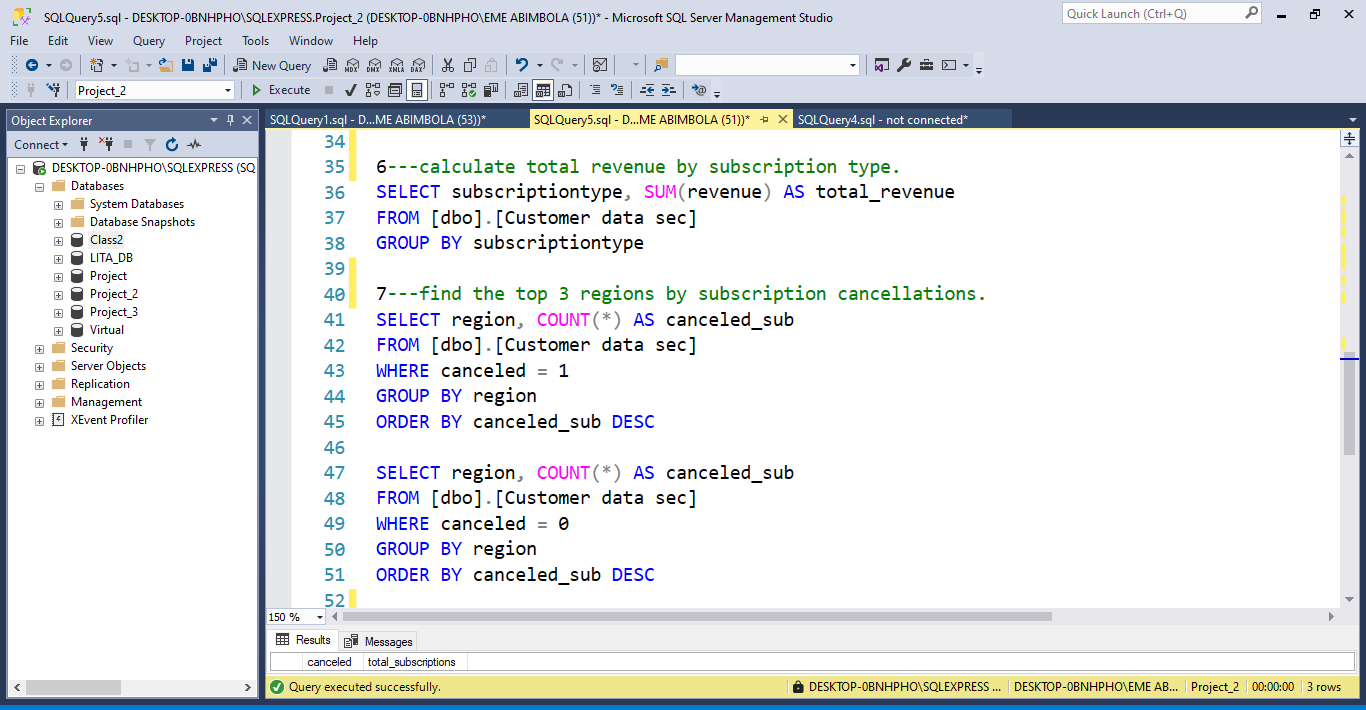 SQLQuery5.sql - DESKTOP-0BNHPHO\SQLEXPRESS.Project_2 (DESKTOP-0BNHPHO\EME ABIMBOLA (51))* - Microsoft SQL Server Management Studio
Quick Launch (Ctrl+Q)
File Edit View Query Project Tools Window Help
New Query MDX DMX XMLA DAX
Project_2 Execute
Object Explorer
SQLQuery1.sql - D...ME ABIMBOLA (53))* SQLQuery5.sql - D...ME ABIMBOLA (51))* SQLQuery4.sql - not connected*
Connect
DESKTOP-0BNHPHO\SQLEXPRESS (SQ
Databases
System Databases
Database Snapshots
Class2
LITA_DB
Project
Project_2
Project_3
Virtual
Security
Server Objects
Replication
Management
XEvent Profiler
34
35 6---calculate total revenue by subscription type.
36 SELECT subscriptiontype, SUM(revenue) AS total_revenue
37 FROM [dbo].[Customer data sec]
38 GROUP BY subscriptiontype
39
40 7---find the top 3 regions by subscription cancellations.
41 SELECT region, COUNT(*) AS canceled_sub
42 FROM [dbo].[Customer data sec]
43 WHERE canceled = 1
44 GROUP BY region
45 ORDER BY canceled_sub DESC
46
47 SELECT region, COUNT(*) AS canceled_sub
48 FROM [dbo].[Customer data sec]
49 WHERE canceled = 0
50 GROUP BY region
51 ORDER BY canceled_sub DESC
52
150 %
Results Messages
canceled total_subscriptions
Query executed successfully. DESKTOP-0BNHPHO\SQLEXPRESS ... DESKTOP-0BNHPHO\EME AB... Project_2 00:00:00 3 rows